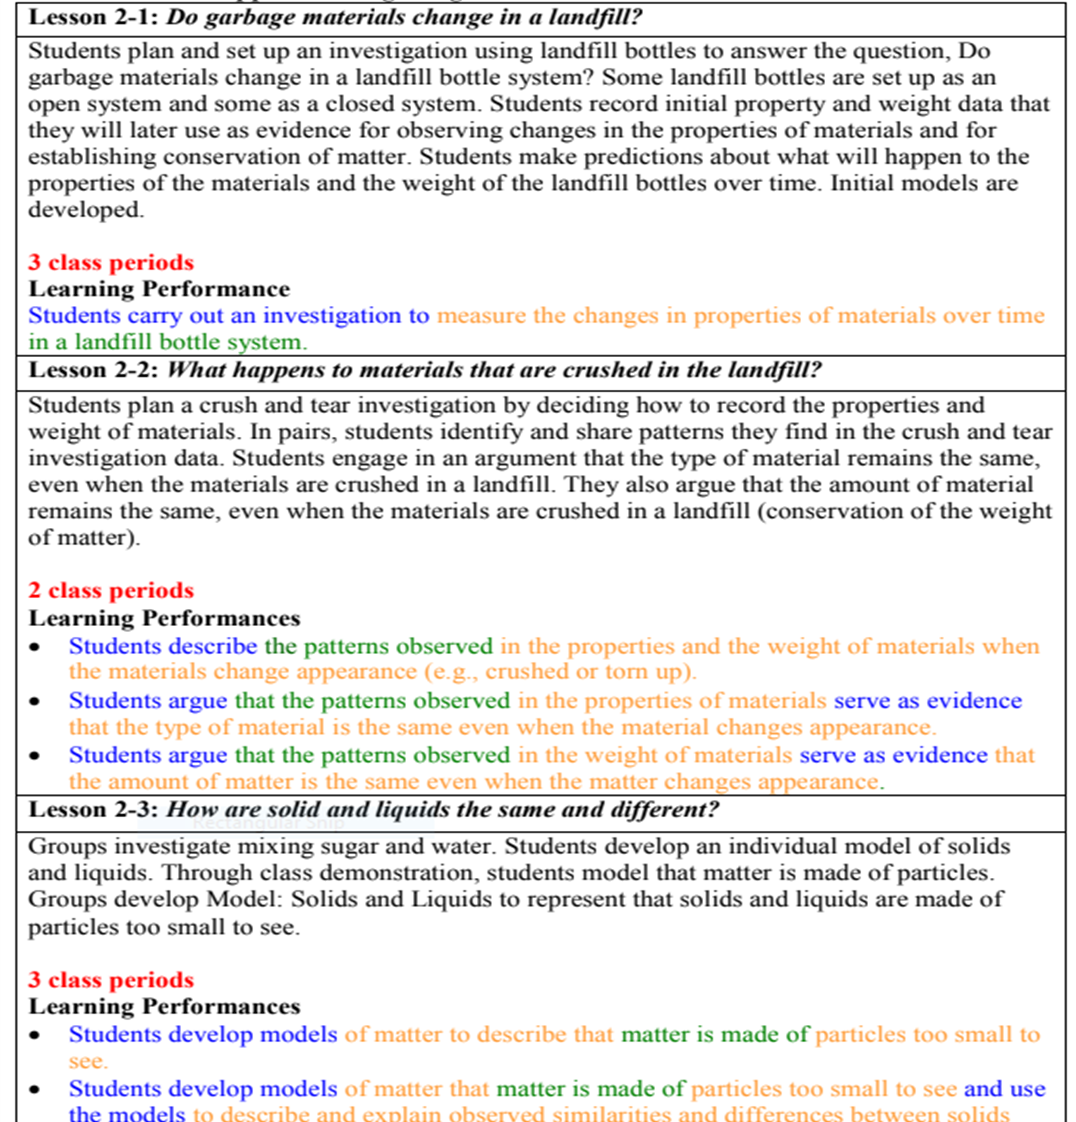 Lesson 2-1: Do garbage materials change in a landfill?
Students plan and set up an investigation using landfill bottles to answer the question, Do
garbage materials change in a landfill bottle system? Some landfill bottles are set up as an
open system and some as a closed system. Students record initial property and weight data that
they will later use as evidence for observing changes in the properties of materials and for
establishing conservation of matter. Students make predictions about what will happen to the
properties of the materials and the weight of the landfill bottles over time. Initial models are
developed.
3 class periods
Learning Performance
Students carry out an investigation to measure the changes in properties of materials over time
in a landfill bottle system.
Lesson 2-2: What happens to materials that are crushed in the landfill?
Students plan a crush and tear investigation by deciding how to record the properties and
weight of materials. In pairs, students identify and share patterns they find in the crush and tear
investigation data. Students engage in an argument that the type of material remains the same,
even when the materials are crushed in a landfill. They also argue that the amount of material
remains the same, even when the materials are crushed in a landfill (conservation of the weight
of matter).
2 class periods
Learning Performances
• Students describe the patterns observed in the properties and the weight of materials when
the materials change appearance (e.g., crushed or torn up).
• Students argue that the patterns observed in the properties of materials serve as evidence
that the type of material is the same even when the material changes appearance.
• Students argue that the patterns observed in the weight of materials serve as evidence that
the amount of matter is the same even when the matter changes appearance.
Lesson 2-3: How are solid and liquids the same and different?
Rectangular Snip
Groups investigate mixing sugar and water. Students develop an individual model of solids
and liquids. Through class demonstration, students model that matter is made of particles.
Groups develop Model: Solids and Liquids to represent that solids and liquids are made of
particles too small to see.
3 class periods
Learning Performances
• Students develop models of matter to describe that matter is made of particles too small to
see.
• Students develop models of matter that matter is made of particles too small to see and use
the models to describe and explain observed similarities and differences between solids